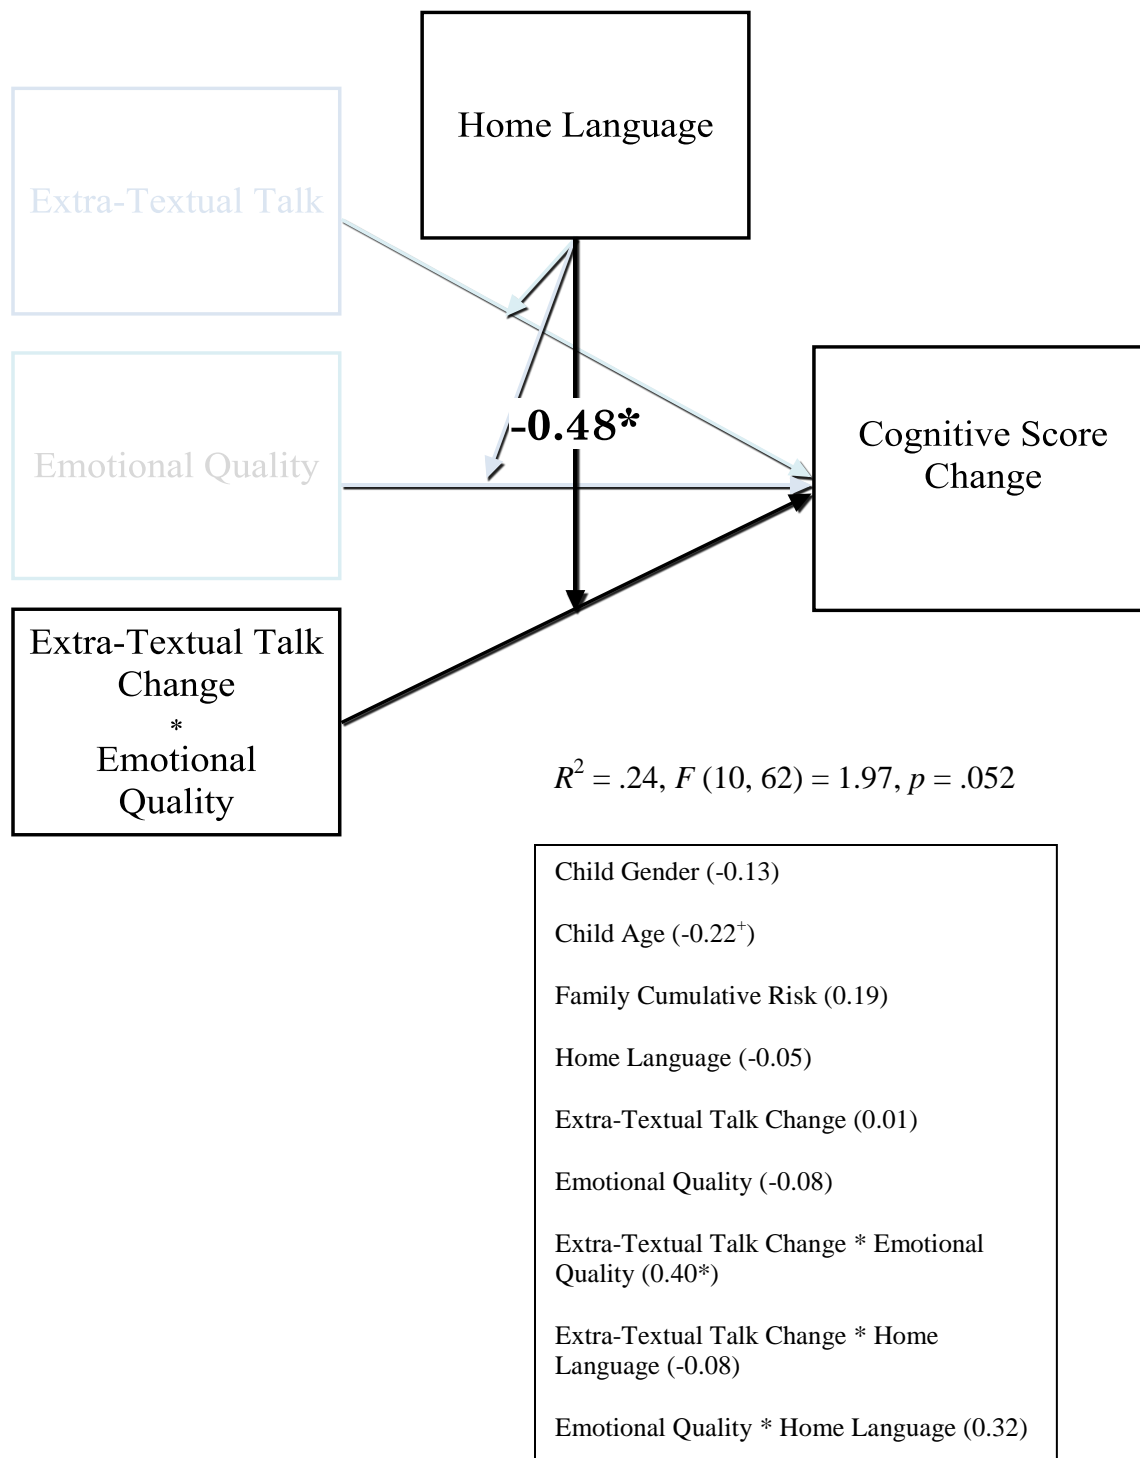 Home Language
Extra-Textual Talk
-0.48*
Emotional Quality
Cognitive Score
Change
Extra-Textual Talk
Change
*
Emotional
Quality
R² = .24, F (10, 62) = 1.97, p = .052
Child Gender (-0.13)
Child Age (-0.22⁺)
Family Cumulative Risk (0.19)
Home Language (-0.05)
Extra-Textual Talk Change (0.01)
Emotional Quality (-0.08)
Extra-Textual Talk Change * Emotional
Quality (0.40*)
Extra-Textual Talk Change * Home
Language (-0.08)
Emotional Quality * Home Language (0.32)